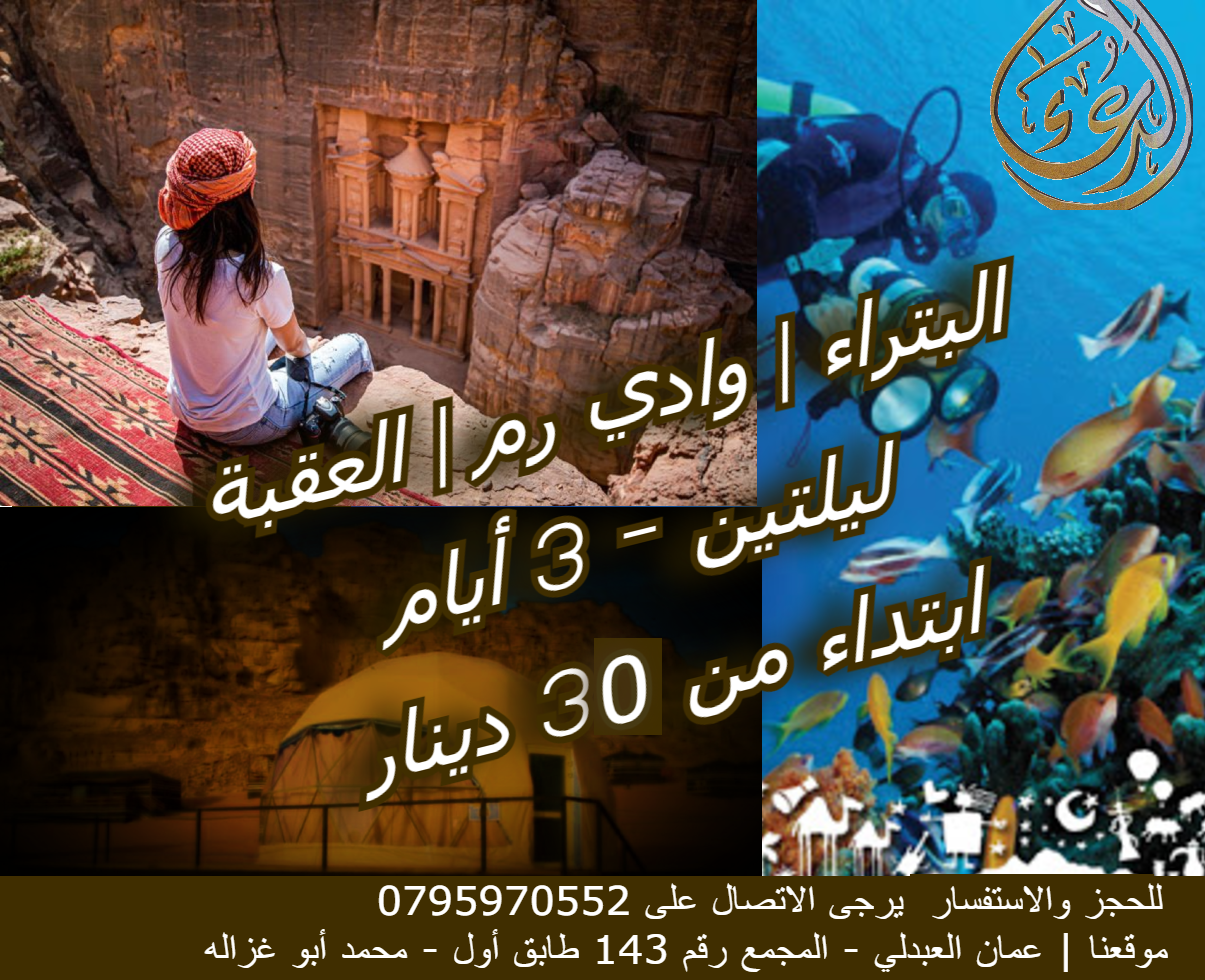 البتراء | وادي رم | العقبة
ليلتين - 3 أيام
ابتداء من 30 دينار
للحجز والاستفسار يرجى الاتصال على 0795970552
موقعنا | عمان العبدلي - المجمع رقم 143 طابق أول - محمد أبو غزاله